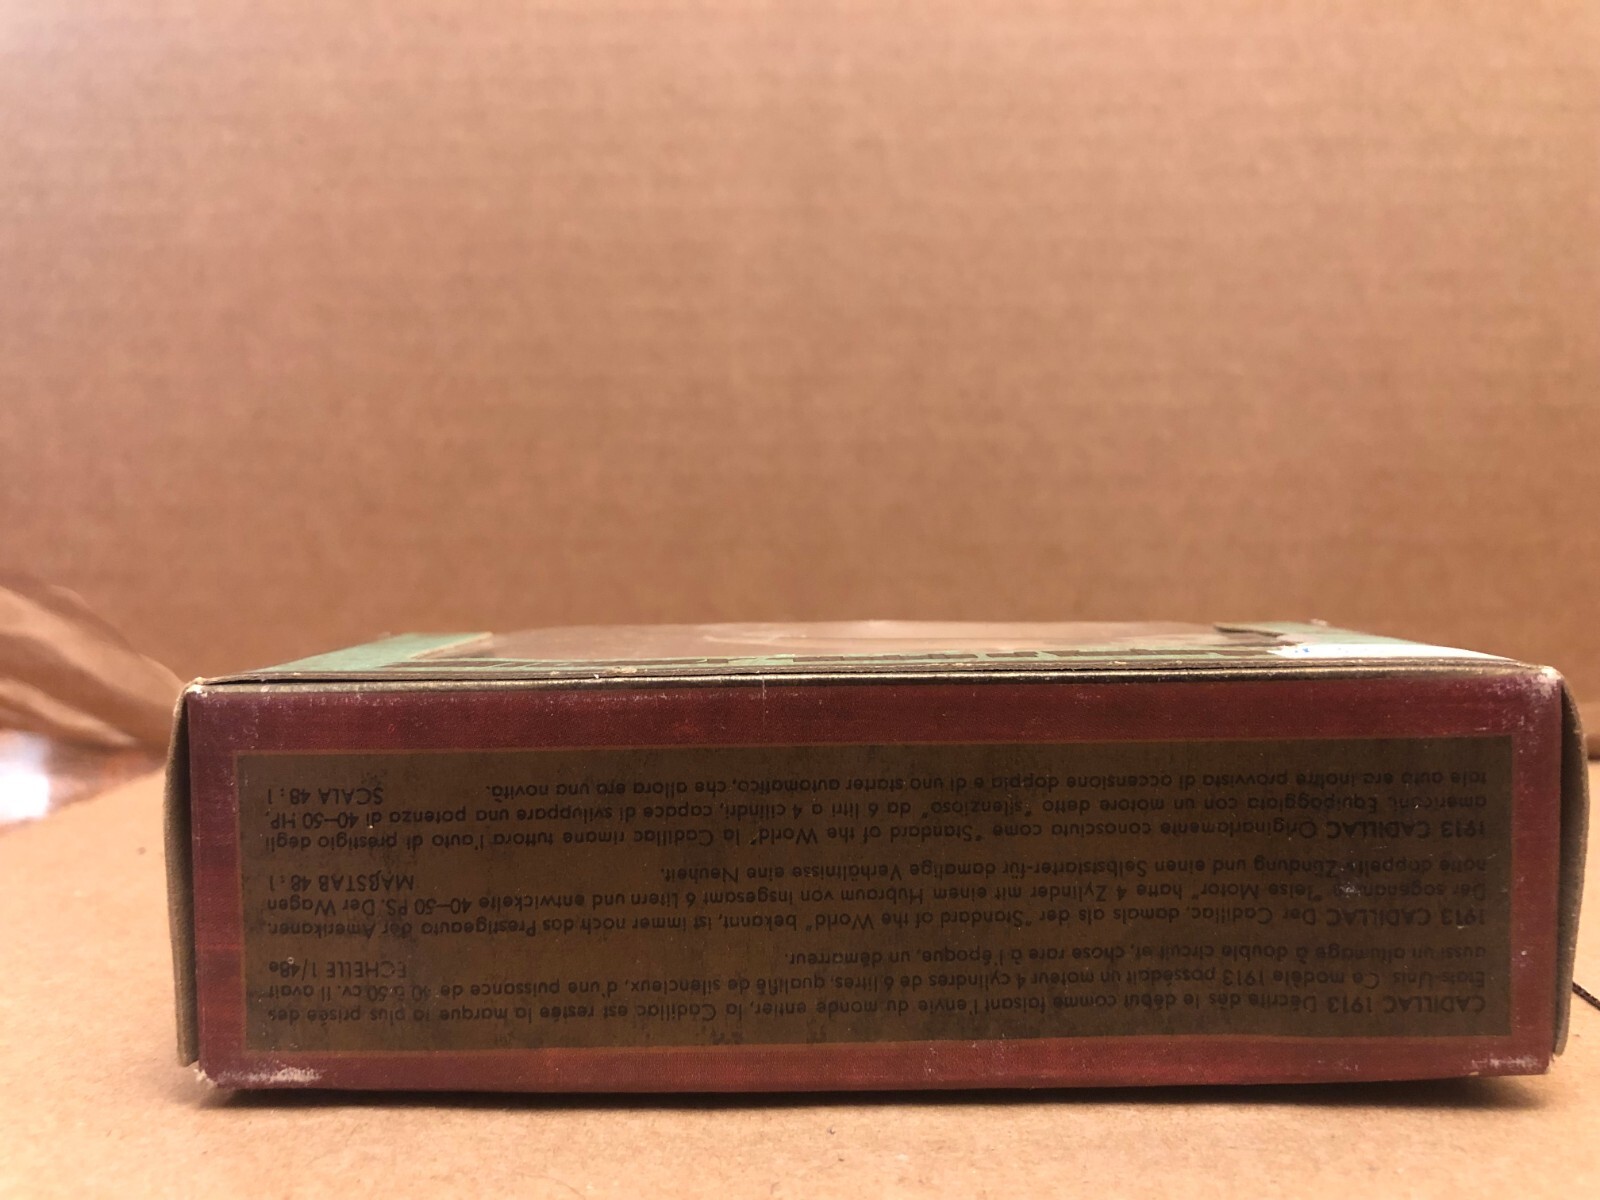 CADILLAC 1913 Décrite dès le début comme faisant l'envie du monde entier, la Cadillac est restée la marque la plus prisée des
Etats-Unis. Ce modèle 1913 possédait un moteur 4 cylindres de 6 litres, qualifié de silencieux, d'une puissance de 40 à 50 cv. Il avait
aussi un allumage à double circuit et, chose rare à l'époque, un démarreur. ECHELLE 1/48e
1913 CADILLAC Der Cadillac, damals als der "Standard of the World" bekannt, ist immer noch das Prestigeauto der Amerikaner.
Der sogenannte "leise Motor" hatte 4 Zylinder mit einem Hubraum von insgesamt 6 Litern und entwickelte 40–50 PS. Der Wagen
hatte doppelte Zündung und einen Selbststarter-für damalige Verhältnisse eine Neuheit. MAßSTAB 48:1
1913 CADILLAC Originariamente conosciuta come "Standard of the World" la Cadillac rimane tuttora l'auto di prestigio degli
americani. Equipaggiata con un motore detto "silenzioso" da 6 litri a 4 cilindri, capace di sviluppare una potenza di 40–50 HP,
tale auto era inoltre provvista di accensione doppia e di uno starter automatico, che allora era una novità. SCALA 48:1